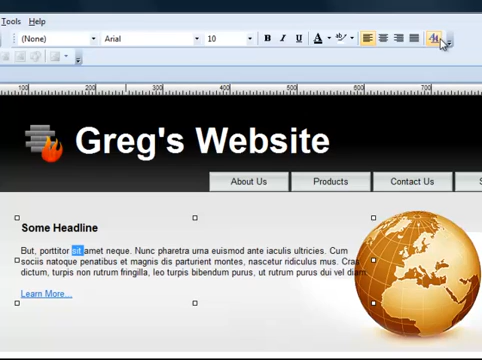 Tools Help
(None) Arial 10 B I U A
100 200 300 400 500 600 700
Greg's Website
About Us Products Contact Us S
Some Headline
But, porttitor sit amet neque. Nunc pharetra urna euismod ante iaculis ultricies. Cum
sociis natoque penatibus et magnis dis parturient montes, nascetur ridiculus mus. Cras
dictum, turpis non rutrum fringilla, leo turpis bibendum purus, ut rutrum purus vel diam.
Learn More...